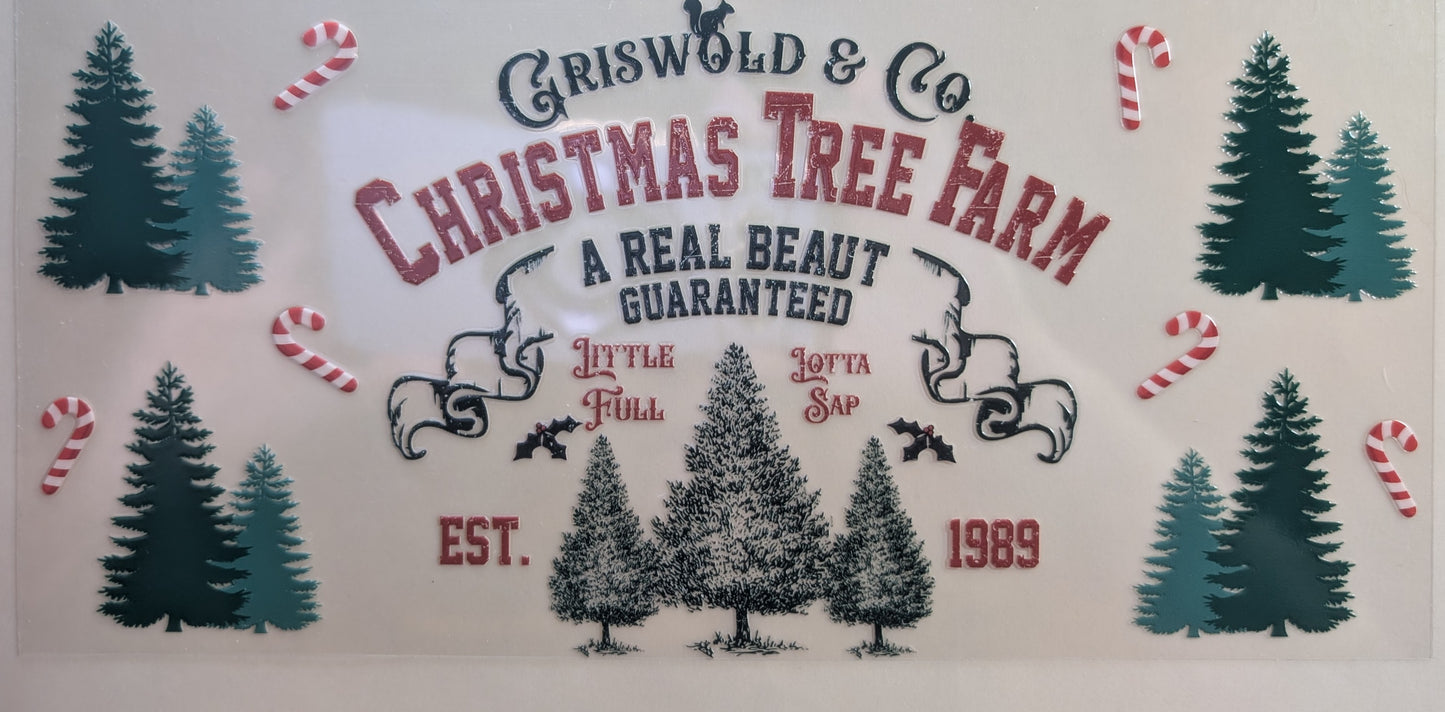 GRISWOLD & CO.
CHRISTMAS TREE FARM
A REAL BEAUT
GUARANTEED
LITTLE FULL
LOTTA SAP
EST. 1989